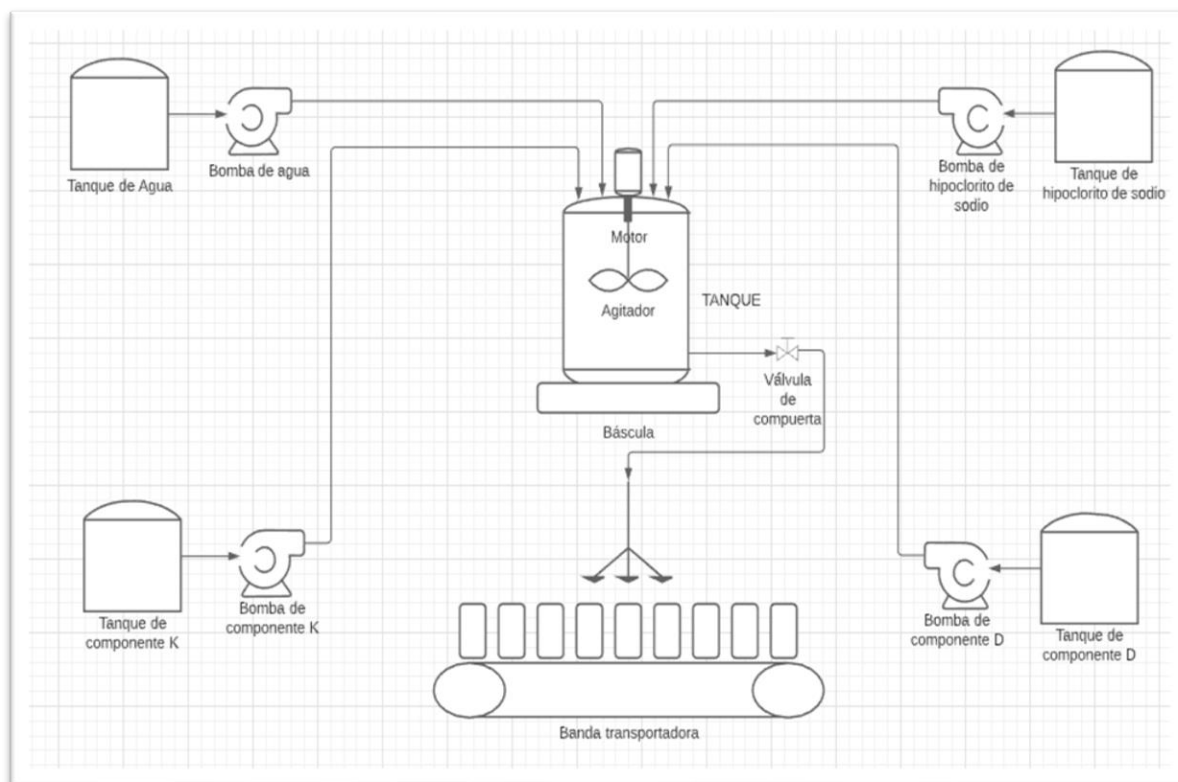 Tanque de Agua
Bomba de agua
Bomba de
hipoclorito de
sodio
Tanque de
hipoclorito de sodio
Motor
Agitador
TANQUE
Válvula
de
compuerta
Báscula
Tanque de
componente K
Bomba de
componente K
Bomba de
componente D
Tanque de
componente D
Banda transportadora